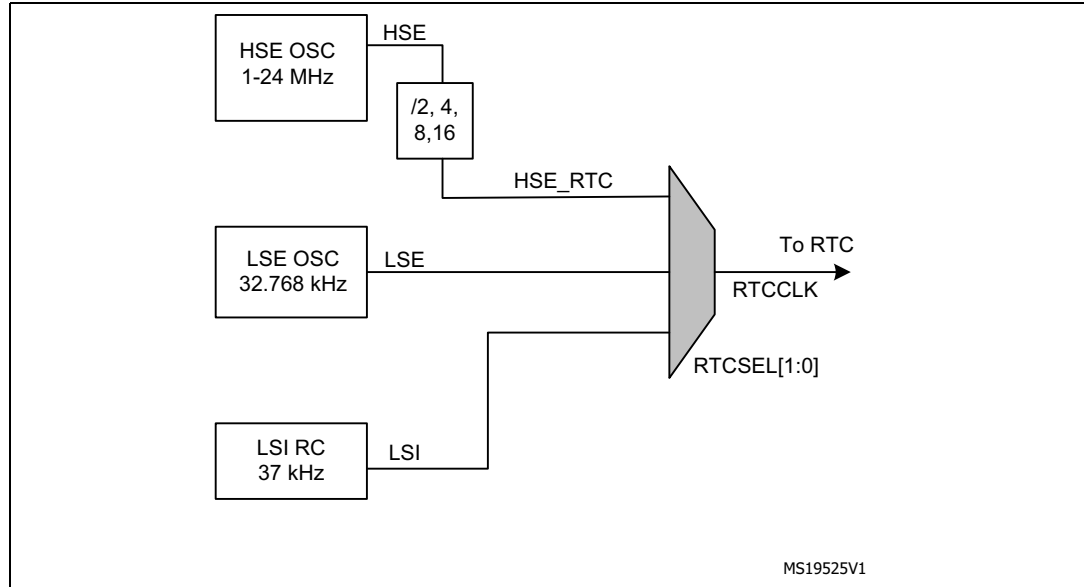 HSE OSC
1-24 MHz
HSE
/2, 4,
8,16
HSE_RTC
LSE OSC
32.768 kHz
LSE
To RTC
RTCCLK
RTCSEL[1:0]
LSI RC
37 kHz
LSI
MS19525V1